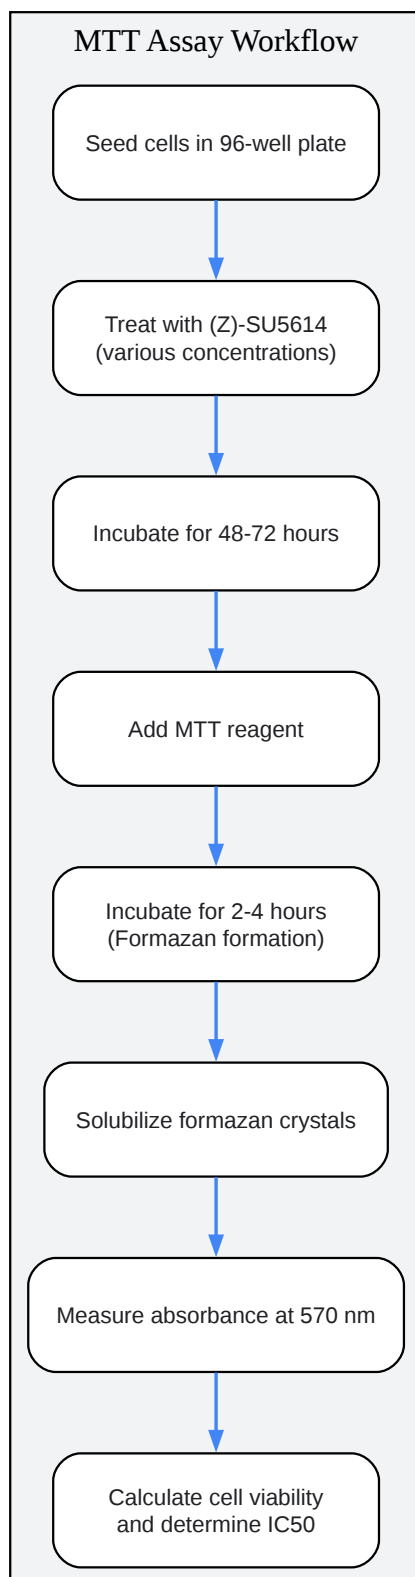 MTT Assay Workflow
Seed cells in 96-well plate
Treat with (Z)-SU5614
(various concentrations)
Incubate for 48-72 hours
Add MTT reagent
Incubate for 2-4 hours
(Formazan formation)
Solubilize formazan crystals
Measure absorbance at 570 nm
Calculate cell viability
and determine IC50